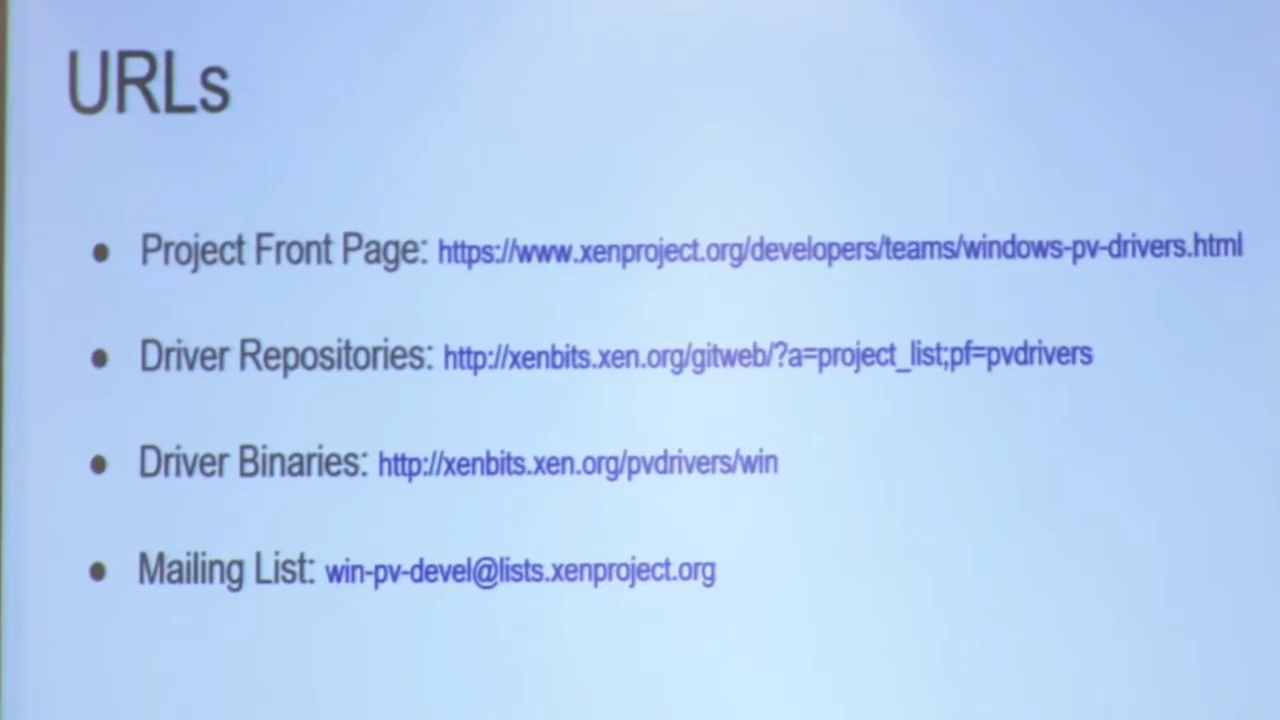 URLs
● Project Front Page: https://www.xenproject.org/developers/teams/windows-pv-drivers.html
● Driver Repositories: http://xenbits.xen.org/gitweb/?a=project_list;pf=pvdrivers
● Driver Binaries: http://xenbits.xen.org/pvdrivers/win
● Mailing List: win-pv-devel@lists.xenproject.org